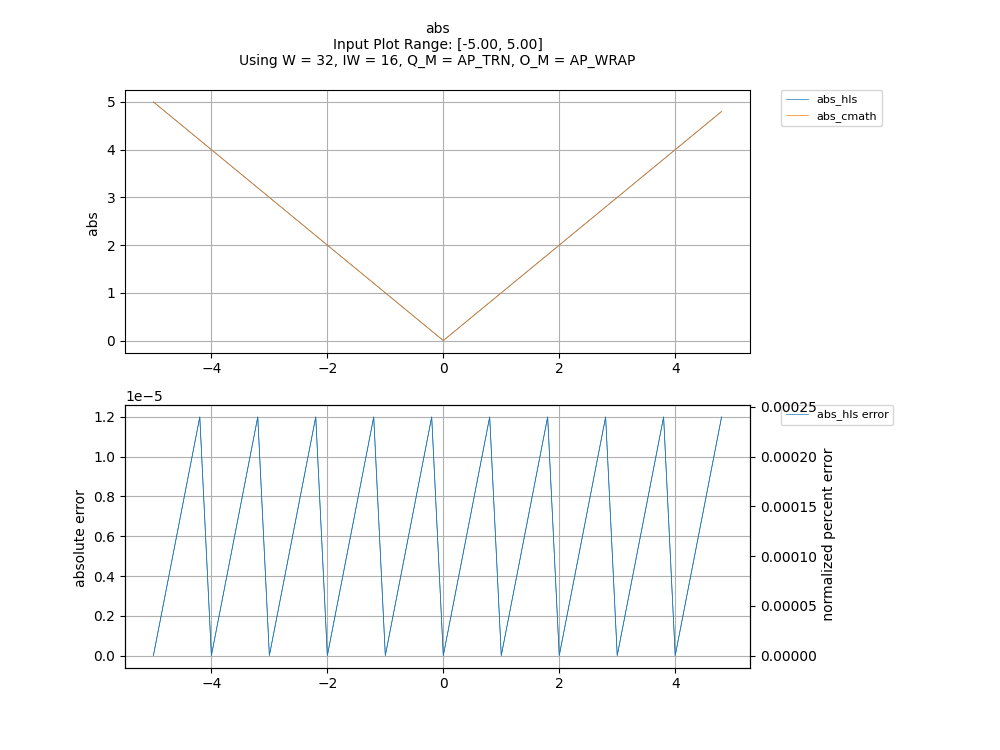 abs
Input Plot Range: [-5.00, 5.00]
Using W = 32, IW = 16, Q_M = AP_TRN, O_M = AP_WRAP
abs_hls
abs_cmath
5
4
3
2
1
0
abs
−4
−2
0
2
4
1e−5
abs_hls error
1.2
1.0
0.8
0.6
0.4
0.2
0.0
absolute error
0.00025
0.00020
0.00015
0.00010
0.00005
0.00000
normalized percent error
−4
−2
0
2
4